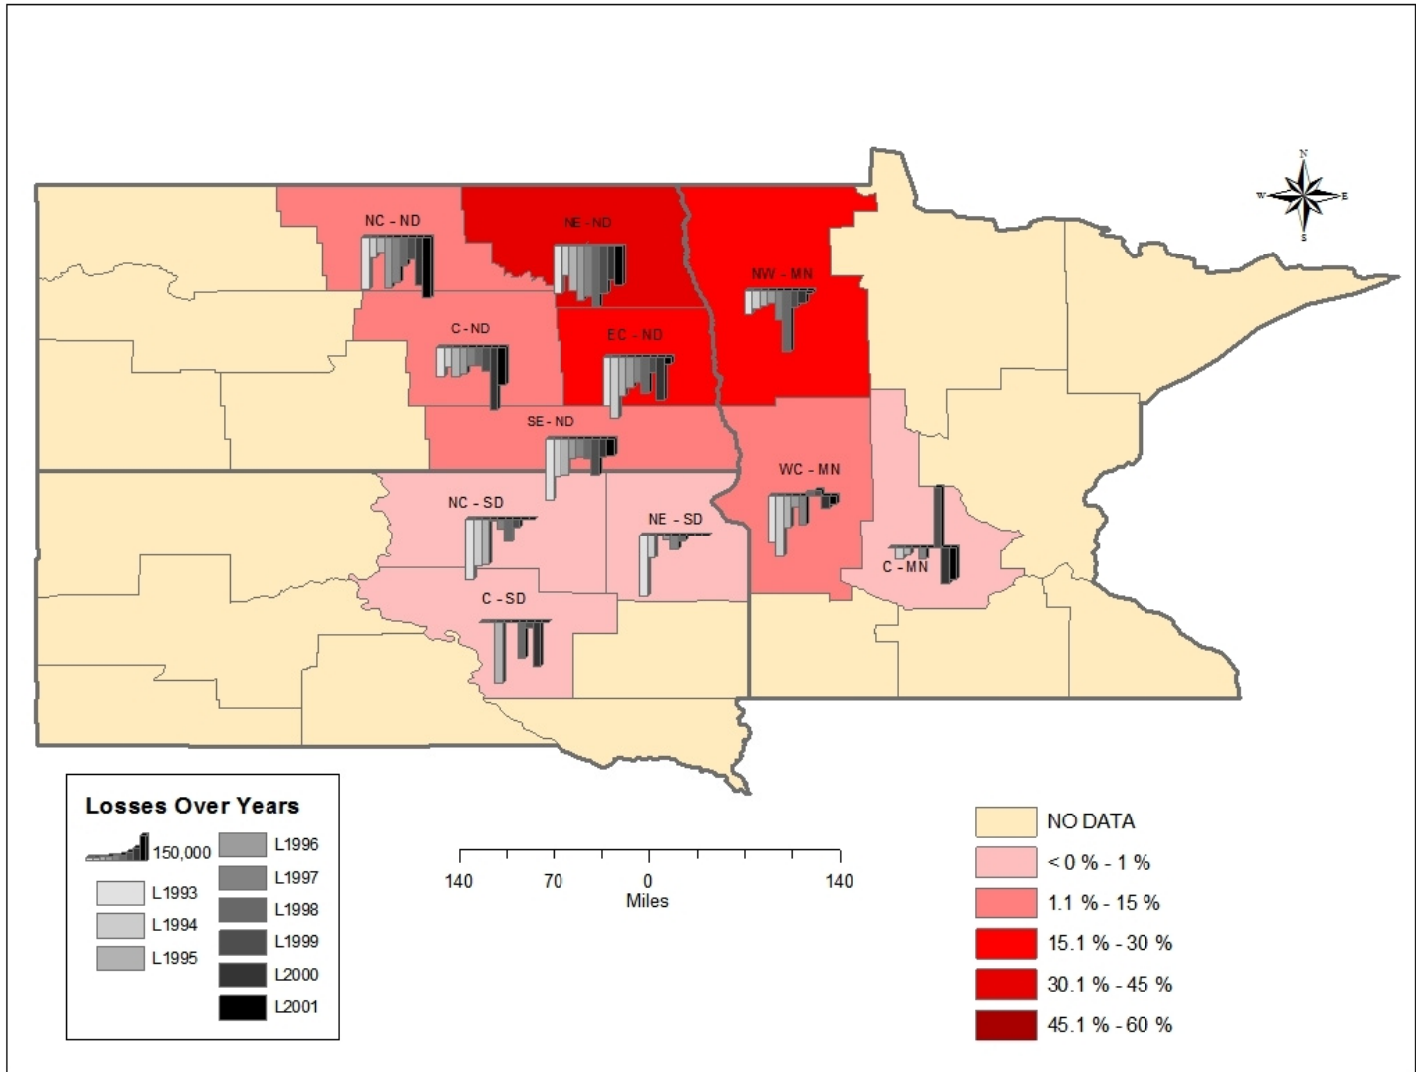 N
W E
S
NC - ND
NE - ND
NW - MN
C - ND
EC - ND
SE - ND
WC - MN
NC - SD
NE - SD
C - MN
C - SD
Losses Over Years
150,000
L1993
L1994
L1995
L1996
L1997
L1998
L1999
L2000
L2001
140 70 0 140
Miles
NO DATA
< 0 % - 1 %
1.1 % - 15 %
15.1 % - 30 %
30.1 % - 45 %
45.1 % - 60 %